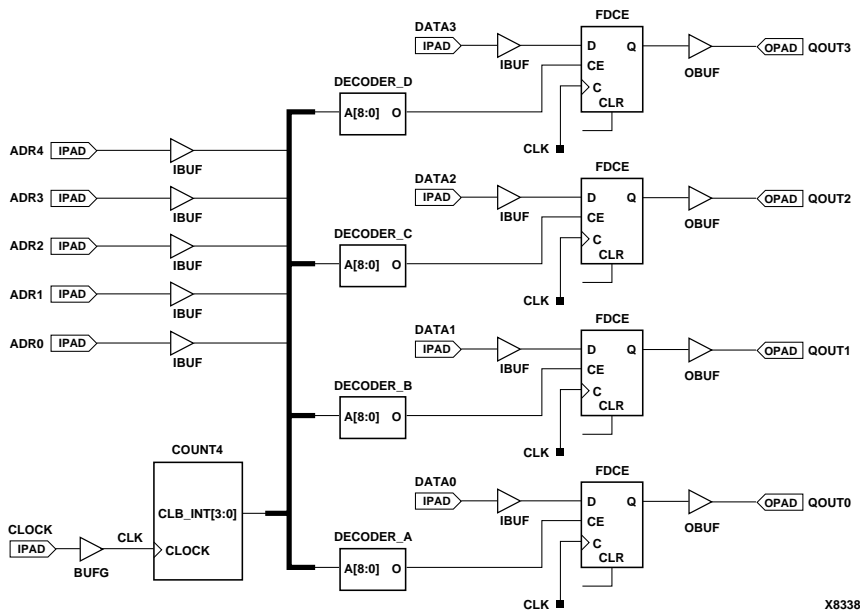 DATA3
FDCE
IPAD
IBUF
D Q
OBUF
OPAD QOUT3
CE
C
CLR
DECODER_D
A[8:0] O
CLK
ADR4 IPAD
IBUF
ADR3 IPAD
IBUF
ADR2 IPAD
IBUF
ADR1 IPAD
IBUF
ADR0 IPAD
IBUF
DATA2
FDCE
IPAD
IBUF
D Q
OBUF
OPAD QOUT2
CE
C
CLR
DECODER_C
A[8:0] O
CLK
DATA1
FDCE
IPAD
IBUF
D Q
OBUF
OPAD QOUT1
CE
C
CLR
DECODER_B
A[8:0] O
CLK
COUNT4
CLB_INT[3:0]
CLOCK
CLOCK
IPAD
BUFG
CLK
DATA0
FDCE
IPAD
IBUF
D Q
OBUF
OPAD QOUT0
CE
C
CLR
DECODER_A
A[8:0] O
CLK
X8338